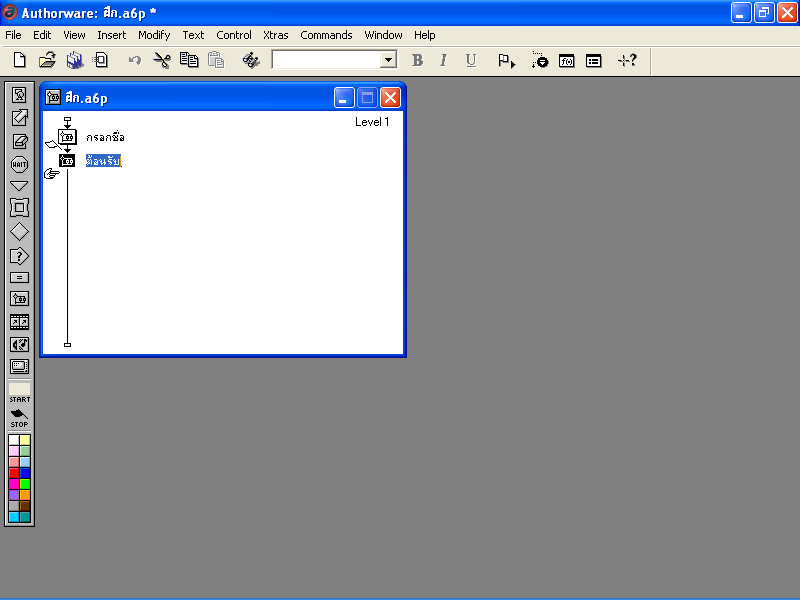 Authorware: ฝึก.a6p *
File Edit View Insert Modify Text Control Xtras Commands Window Help
B I U
ฝึก.a6p
Level 1
กรอกชื่อ
ต้อนรับ
WAIT
?
=
START
STOP